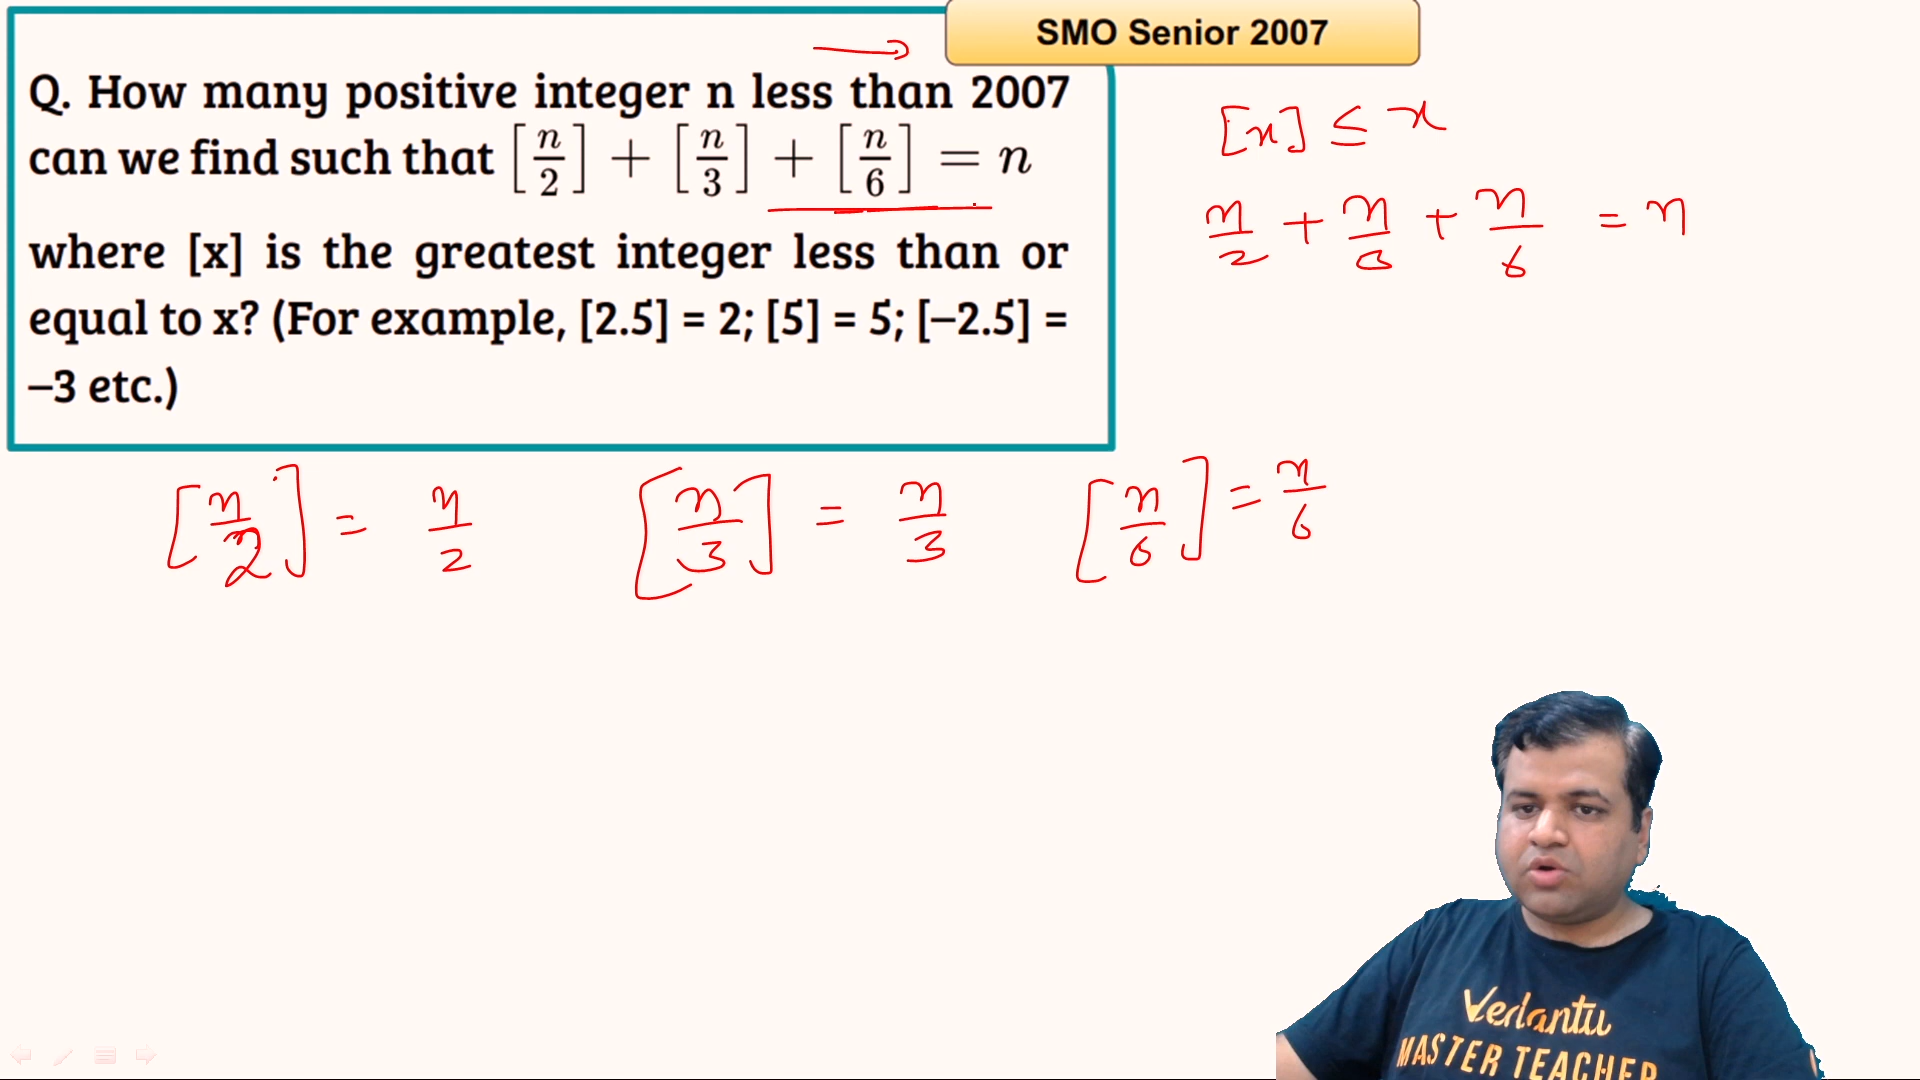 SMO Senior 2007
Q. How many positive integer n less than 2007
can we find such that [n/2] + [n/3] + [n/6] = n
where [x] is the greatest integer less than or
equal to x? (For example, [2.5] = 2; [5] = 5; [–2.5] =
–3 etc.)
[x] ≤ x
n/2 + n/3 + n/6 = n
[n/2] = n/2 [n/3] = n/3 [n/6] = n/6
Vedantu
MASTER TEACHER